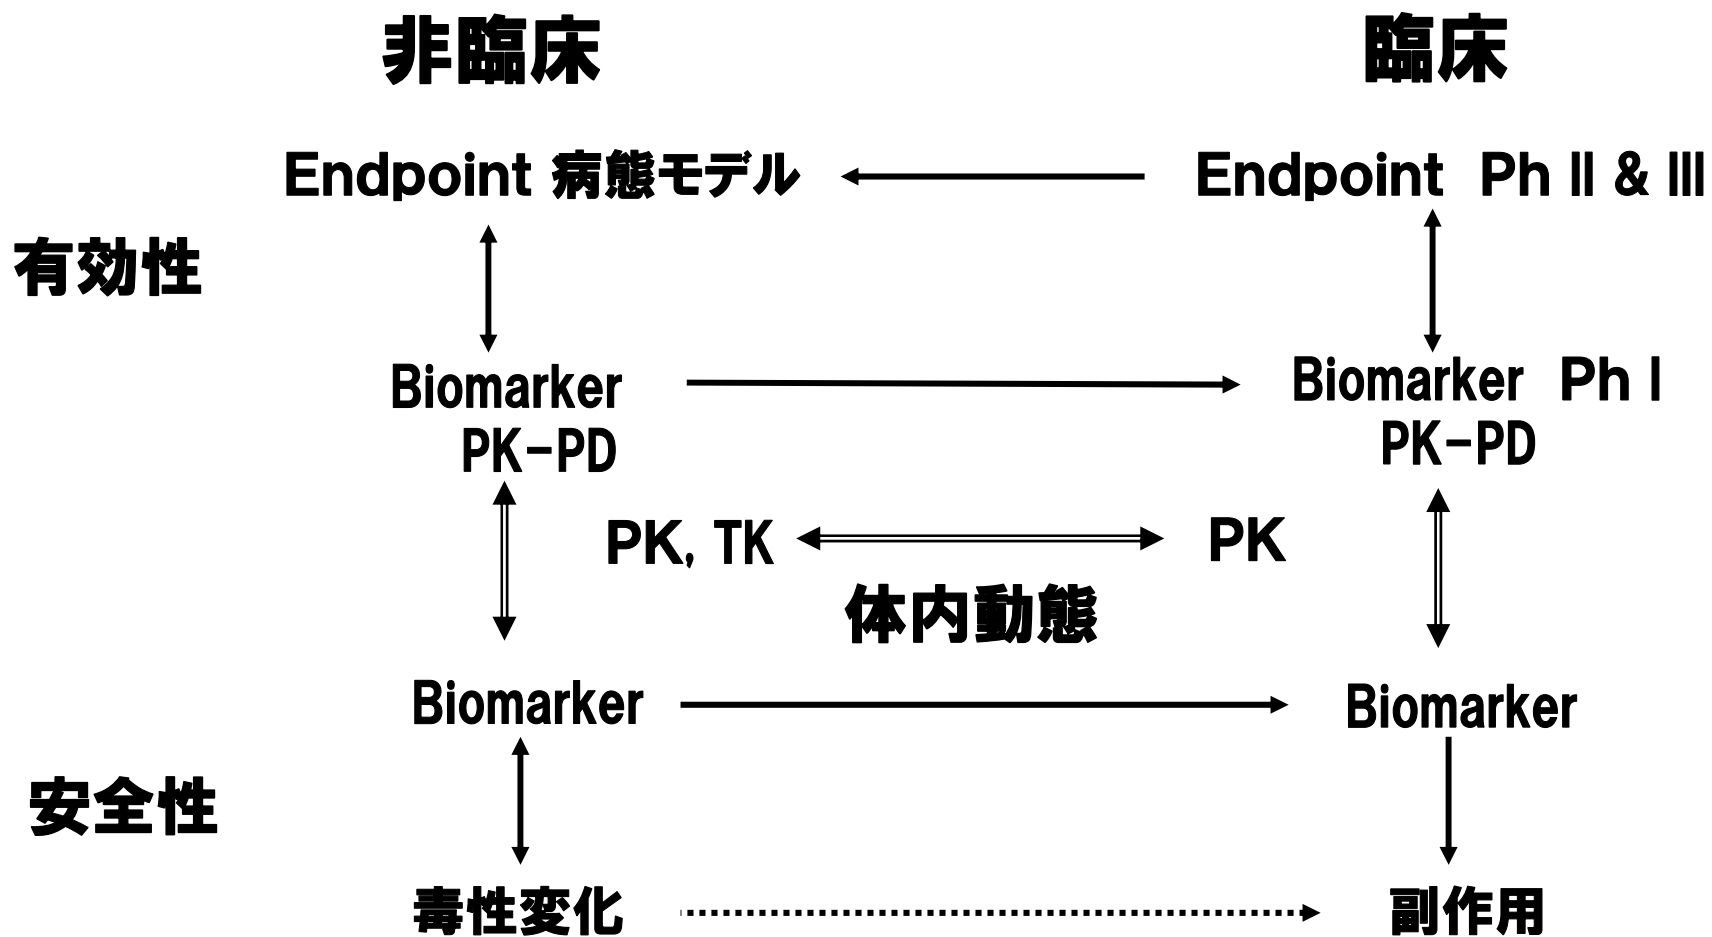 非臨床 臨床
Endpoint 病態モデル Endpoint Ph Ⅱ & Ⅲ
有効性
Biomarker Biomarker Ph Ⅰ
PK-PD PK-PD
PK, TK PK
体内動態
Biomarker Biomarker
安全性
毒性変化 副作用